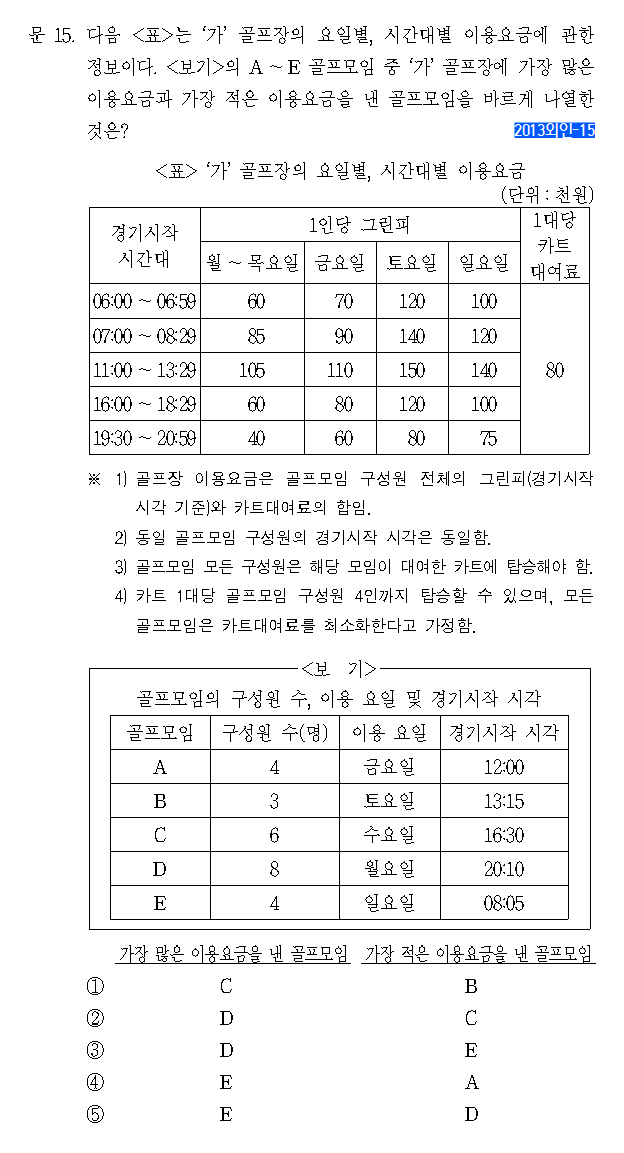 문 15. 다음 <표>는 ‘가’ 골프장의 요일별, 시간대별 이용요금에 관한
정보이다. <보기>의 A ~ E 골프모임 중 ‘가’ 골프장에 가장 많은
이용요금과 가장 적은 이용요금을 낸 골프모임을 바르게 나열한
것은?
2013외인-15
<표> ‘가’ 골프장의 요일별, 시간대별 이용요금
(단위 : 천원)
경기시작 시간대 1인당 그린피 1대당 카트 대여료
월 ~ 목요일 금요일 토요일 일요일
06:00 ~ 06:59 60 70 120 100
07:00 ~ 08:29 85 90 140 120
11:00 ~ 13:29 105 110 150 140 80
16:00 ~ 18:29 60 80 120 100
19:30 ~ 20:59 40 60 80 75
※ 1) 골프장 이용요금은 골프모임 구성원 전체의 그린피(경기시작
시각 기준)와 카트대여료의 합임.
2) 동일 골프모임 구성원의 경기시작 시각은 동일함.
3) 골프모임 모든 구성원은 해당 모임이 대여한 카트에 탑승해야 함.
4) 카트 1대당 골프모임 구성원 4인까지 탑승할 수 있으며, 모든
골프모임은 카트대여료를 최소화한다고 가정함.
<보 기>
골프모임의 구성원 수, 이용 요일 및 경기시작 시각
골프모임 구성원 수(명) 이용 요일 경기시작 시각
A 4 금요일 12:00
B 3 토요일 13:15
C 6 수요일 16:30
D 8 월요일 20:10
E 4 일요일 08:05
가장 많은 이용요금을 낸 골프모임 가장 적은 이용요금을 낸 골프모임
① C B
② D C
③ D E
④ E A
⑤ E D